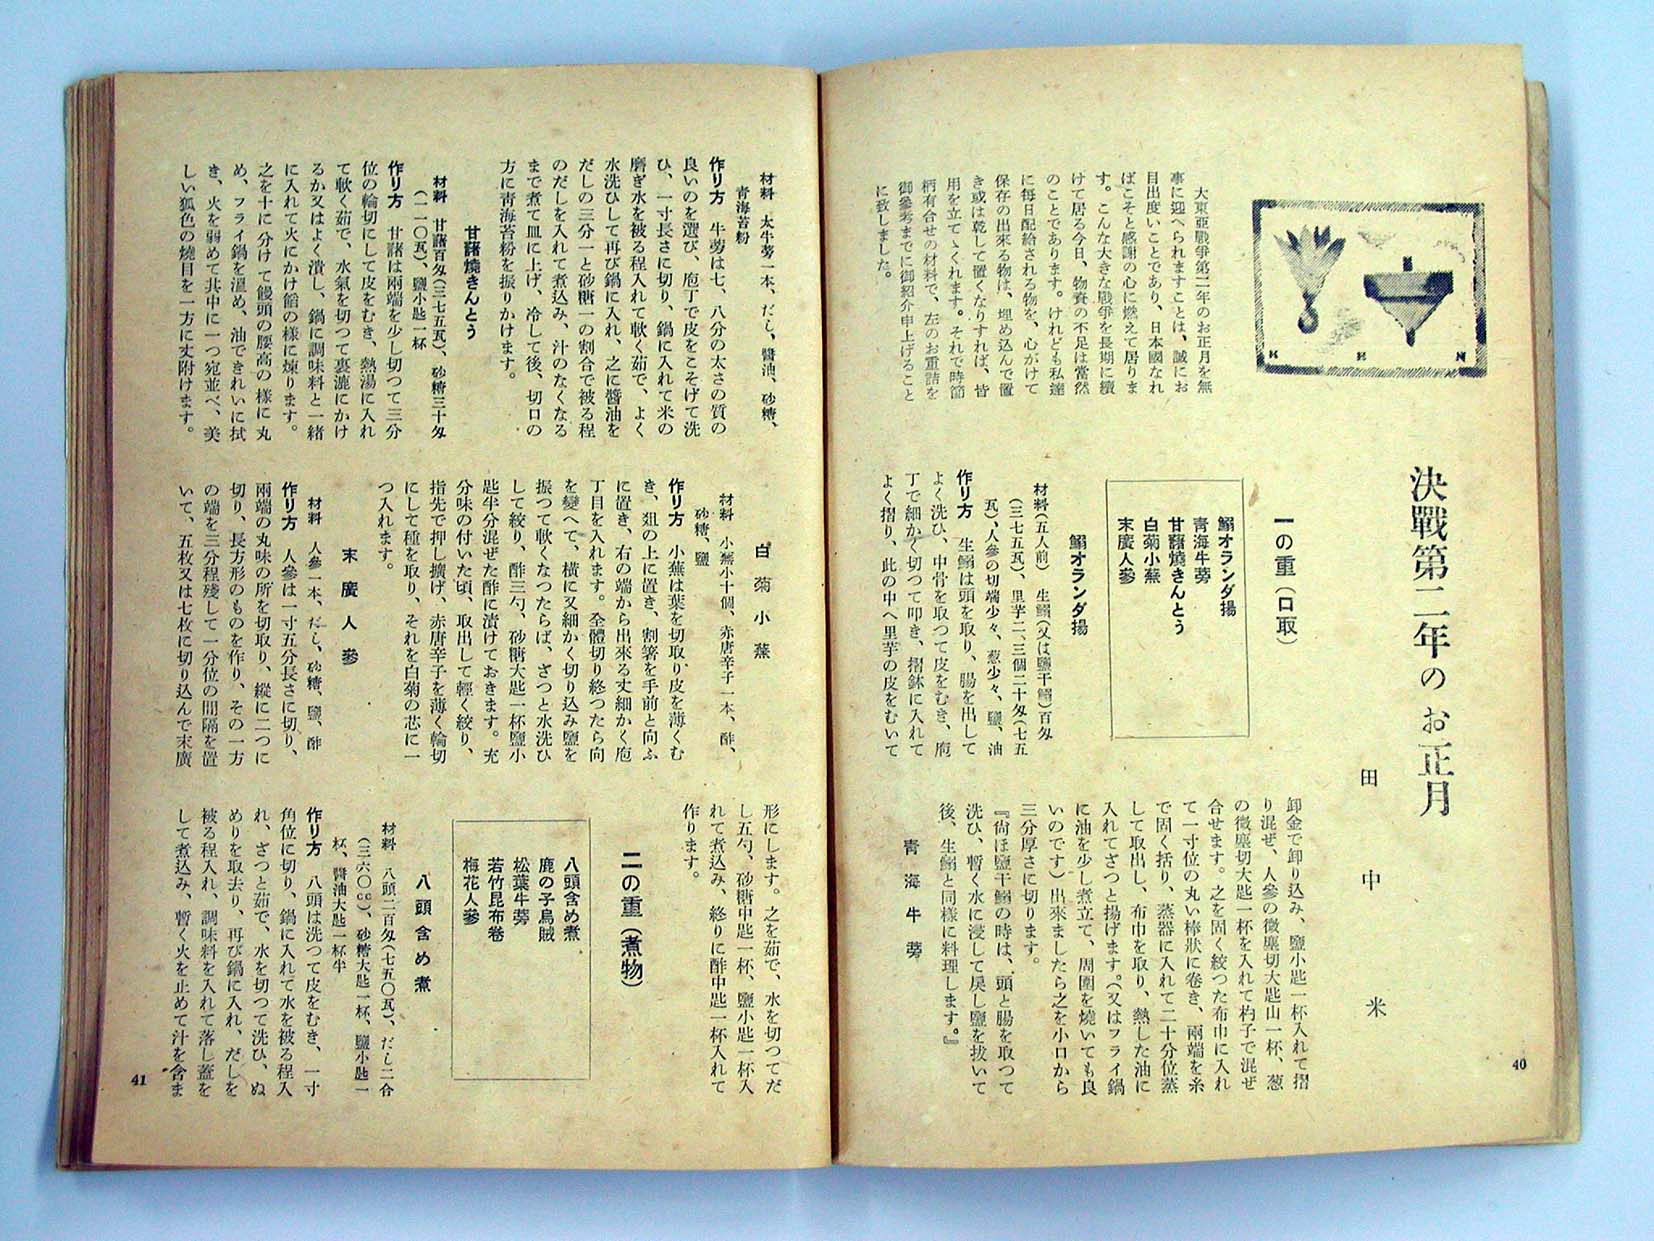 決戰第二年のお正月
田中米
大東亞戰爭第二年のお正月を無
事に迎へられますことは、誠にお
目出度いことであり、日本國なれ
ばこそと感謝の心に燃えて居りま
す。こんな大きな戰爭を長期に續
けて居る今日、物資の不足は當然
のことであります。けれども私達
に毎日配給される物を、心がけて
保存の出來る物は、埋め込んで置
き或は乾して置くなりすれば、皆
用を立てゝくれます。それで時節
柄有合せの材料で、左のお重詰を
御參考までに御紹介申上げること
に致しました。
一の重(口取)
鰯オランダ揚
青海牛蒡
甘藷燒きんとう
白菊小蕪
末廣人參
鰯オランダ揚
材料(五人前) 生鰯(又は鹽干鰯)百匁
(三七五瓦)、里芋二、三個二十匁(七五
瓦)、人參の切端少々、葱少々、鹽、油
作り方 生鰯は頭を取り、腸を出して
よく洗ひ、中骨を取つて皮をむき、庖
丁で細かく切つて叩き、摺鉢に入れて
よく摺り、此の中へ里芋の皮をむいて
卸金で卸り込み、鹽小匙一杯入れて摺
り混ぜ、人參の微塵切大匙山一杯、葱
の微塵切大匙一杯を入れて杓子で混ぜ
合せます。之を固く絞つた布巾に入れ
て一寸位の丸い棒狀に卷き、兩端を糸
で固く括り、蒸器に入れて二十分位蒸
して取出し、布巾を取り、熱した油に
入れてざつと揚げます。(又はフライ鍋
に油を少し煮立て、周圍を燒いても良
いのです)出來ましたら之を小口から
三分厚さに切ります。
『尙ほ鹽干鰯の時は、頭と腸を取つて
洗ひ、暫く水に浸して戾し鹽を拔いて
後、生鰯と同樣に料理します。』
青海牛蒡
40
材料 太牛蒡一本、だし、醬油、砂糖、
青海苔粉
作り方 牛蒡は七、八分の太さの質の
良いのを選び、庖丁で皮をこそげて洗
ひ、一寸長さに切り、鍋に入れて米の
磨ぎ水を被る程入れて軟く茹で、よく
水洗ひして再び鍋に入れ、之に醬油を
だしの三分一と砂糖一の割合で被る程
のだしを入れて煮込み、汁のなくなる
まで煮て皿に上げ、冷して後、切口の
方に青海苔粉を振りかけます。
甘藷燒きんとう
材料 甘藷百匁(三七五瓦)、砂糖三十匁
(一一〇瓦)、鹽小匙一杯
作り方 甘藷は兩端を少し切つて三分
位の輪切にして皮をむき、熱湯に入れ
て軟く茹で、水氣を切つて裏漉にかけ
るか又はよく潰し、鍋に調味料と一緖
に入れて火にかけ餡の樣に煉ります。
之を十に分けて饅頭の腰高の樣に丸
め、フライ鍋を溫め、油できれいに拭
き、火を弱めて其中に一つ宛並べ、美
しい狐色の燒目を一方に丈附けます。
白菊小蕪
材料 小蕪小十個、赤唐辛子一本、酢、
砂糖、鹽
作り方 小蕪は葉を切取り皮を薄くむ
き、俎の上に置き、割箸を手前と向ふ
に置き、右の端から出來る丈細かく庖
丁目を入れます。全體切り終つたら向
を變へて、橫に又細かく切り込み鹽を
振つて軟くなつたらば、ざつと水洗ひ
して絞り、酢三勺、砂糖大匙一杯鹽小
匙半分混ぜた酢に漬けておきます。充
分味の付いた頃、取出して輕く絞り、
指先で押し擴げ、赤唐辛子を薄く輪切
にして種を取り、それを白菊の芯に一
つ入れます。
末廣人參
材料 人參一本、だし、砂糖、鹽、酢
作り方 人參は一寸五分長さに切り、
兩端の丸味の所を切取り、縱に二つに
切り、長方形のものを作り、その一方
の端を三分程殘して一分位の間隔を置
いて、五枚又は七枚に切り込んで末廣
形にします。之を茹で、水を切つてだ
し五勺、砂糖中匙一杯、鹽小匙一杯入
れて煮込み、終りに酢中匙一杯入れて
作ります。
二の重(煮物)
八頭含め煮
鹿の子烏賊
松葉牛蒡
若竹昆布卷
梅花人參
八頭含め煮
材料 八頭二百匁(七五〇瓦)、だし二合
(三六〇cc)、砂糖大匙一杯、鹽小匙一
杯、醬油大匙一杯半
作り方 八頭は洗つて皮をむき、一寸
角位に切り、鍋に入れて水を被る程入
れ、ざつと茹で、水を切つて洗ひ、ぬ
めりを取去り、再び鍋に入れ、だしを
被る程入れ、調味料を入れて落し蓋を
して煮込み、暫く火を止めて汁を含ま
41